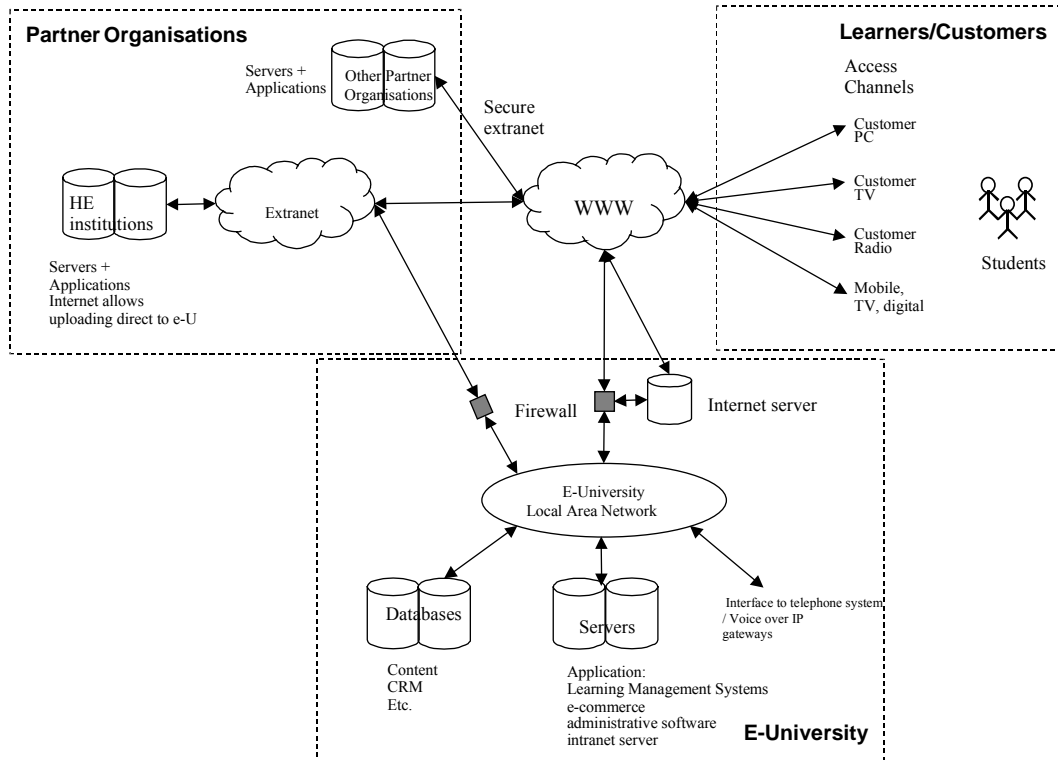 Partner Organisations
Servers +
Applications
Other Partner
Organisations
Secure
extranet
HE
institutions
Extranet
Servers +
Applications
Internet allows
uploading direct to e-U
WWW
Learners/Customers
Access
Channels
Customer
PC
Customer
TV
Customer
Radio
Mobile,
TV, digital
Students
Firewall
Internet server
E-University
Local Area Network
Databases
Content
CRM
Etc.
Servers
Application:
Learning Management Systems
e-commerce
administrative software
intranet server
Interface to telephone system
/ Voice over IP
gateways
E-University